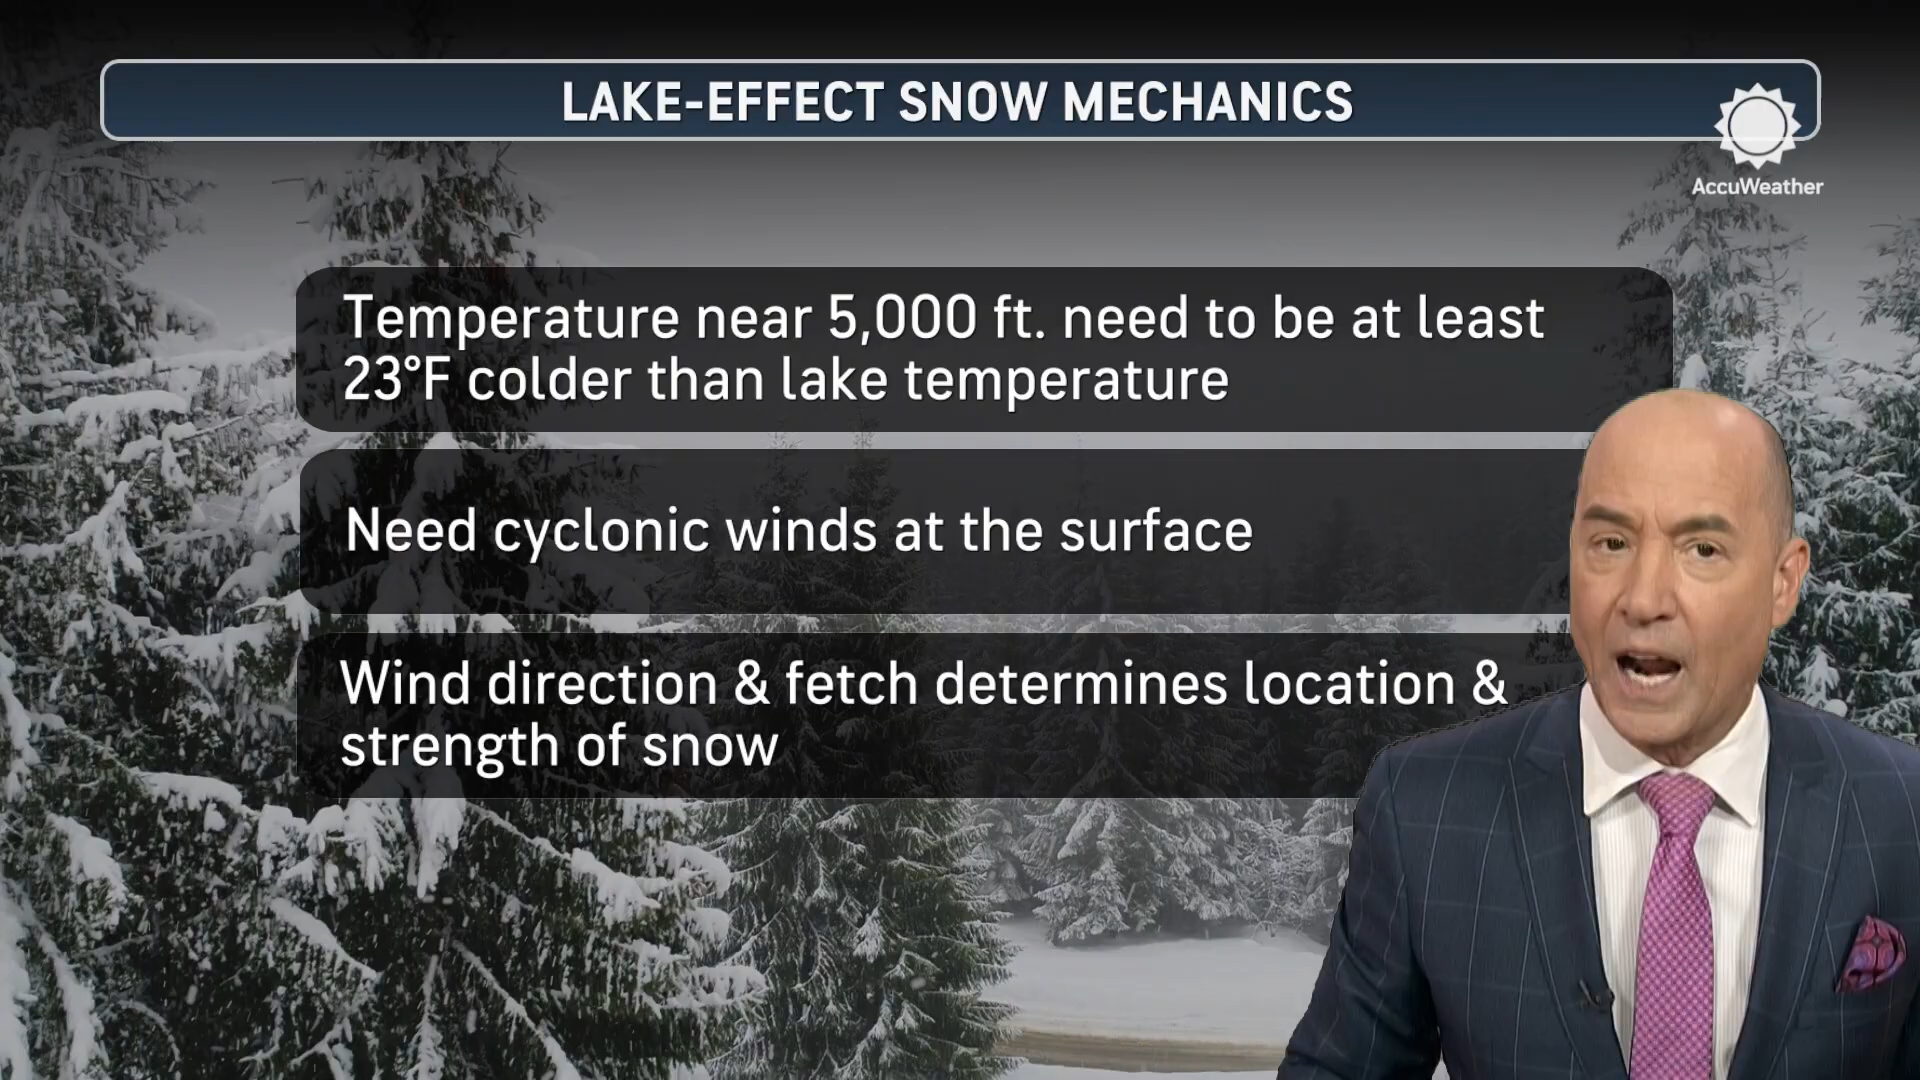 LAKE-EFFECT SNOW MECHANICS
AccuWeather
Temperature near 5,000 ft. need to be at least
23°F colder than lake temperature
Need cyclonic winds at the surface
Wind direction & fetch determines location &
strength of snow